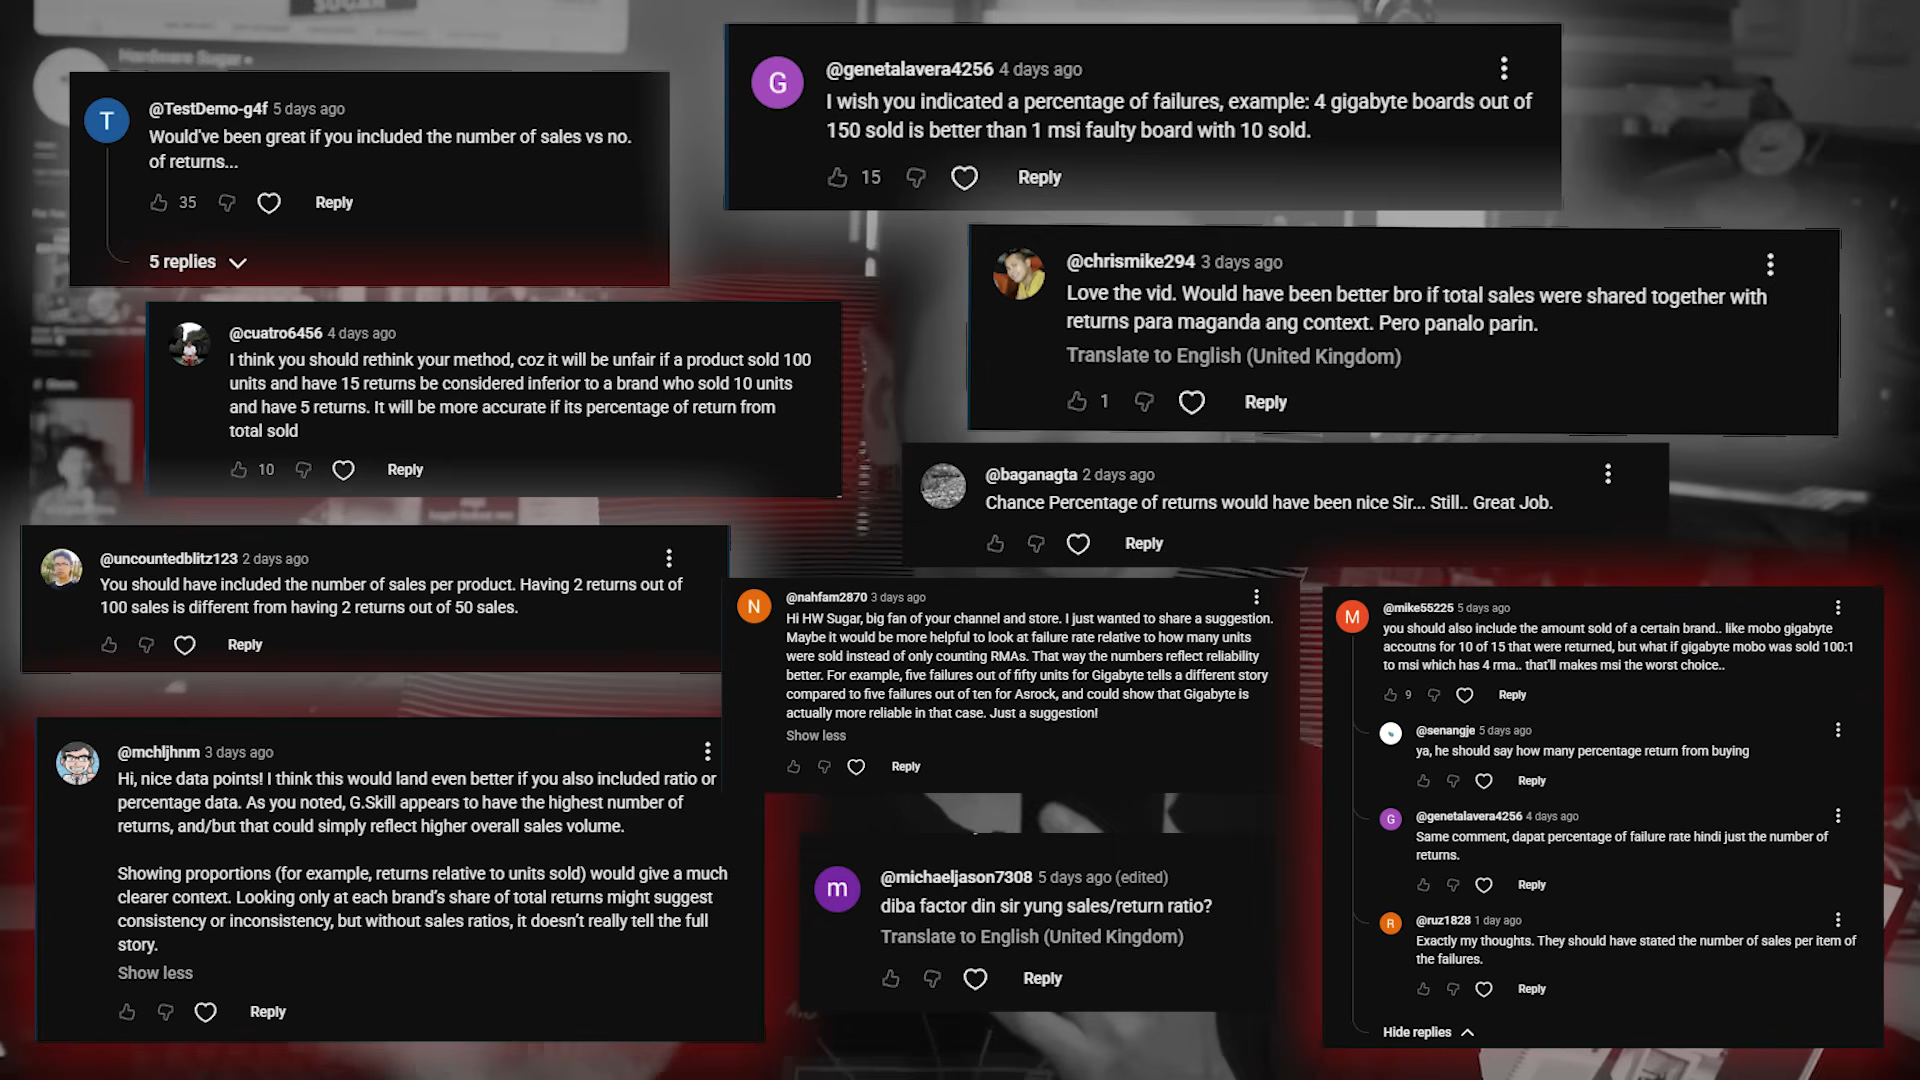 SUGAR
Hardware Sugar
T
@TestDemo-g4f 5 days ago
Would've been great if you included the number of sales vs no.
of returns...
35
Reply
5 replies
G
@genetalavera4256 4 days ago
I wish you indicated a percentage of failures, example: 4 gigabyte boards out of
150 sold is better than 1 msi faulty board with 10 sold.
15
Reply
@chrismike294 3 days ago
Love the vid. Would have been better bro if total sales were shared together with
returns para maganda ang context. Pero panalo parin.
Translate to English (United Kingdom)
1
Reply
@cuatro6456 4 days ago
I think you should rethink your method, coz it will be unfair if a product sold 100
units and have 15 returns be considered inferior to a brand who sold 10 units
and have 5 returns. It will be more accurate if its percentage of return from
total sold
10
Reply
@baganagta 2 days ago
Chance Percentage of returns would have been nice Sir... Still.. Great Job.
Reply
@uncountedblitz123 2 days ago
You should have included the number of sales per product. Having 2 returns out of
100 sales is different from having 2 returns out of 50 sales.
Reply
N
@nahfam2870 3 days ago
Hi HW Sugar, big fan of your channel and store. I just wanted to share a suggestion.
Maybe it would be more helpful to look at failure rate relative to how many units
were sold instead of only counting RMAs. That way the numbers reflect reliability
better. For example, five failures out of fifty units for Gigabyte tells a different story
compared to five failures out of ten for Asrock, and could show that Gigabyte is
actually more reliable in that case. Just a suggestion!
Show less
Reply
M
@mike55225 5 days ago
you should also include the amount sold of a certain brand.. like mobo gigabyte
accoutns for 10 of 15 that were returned, but what if gigabyte mobo was sold 100:1
to msi which has 4 rma.. that'll makes msi the worst choice..
9
Reply
@senangje 5 days ago
ya, he should say how many percentage return from buying
Reply
G
@genetalavera4256 4 days ago
Same comment, dapat percentage of failure rate hindi just the number of
returns.
Reply
R
@ruz1828 1 day ago
Exactly my thoughts. They should have stated the number of sales per item of
the failures.
Reply
Hide replies
@mchljhnm 3 days ago
Hi, nice data points! I think this would land even better if you also included ratio or
percentage data. As you noted, G.Skill appears to have the highest number of
returns, and/but that could simply reflect higher overall sales volume.
Showing proportions (for example, returns relative to units sold) would give a much
clearer context. Looking only at each brand's share of total returns might suggest
consistency or inconsistency, but without sales ratios, it doesn't really tell the full
story.
Show less
Reply
m
@michaeljason7308 5 days ago (edited)
diba factor din sir yung sales/return ratio?
Translate to English (United Kingdom)
Reply